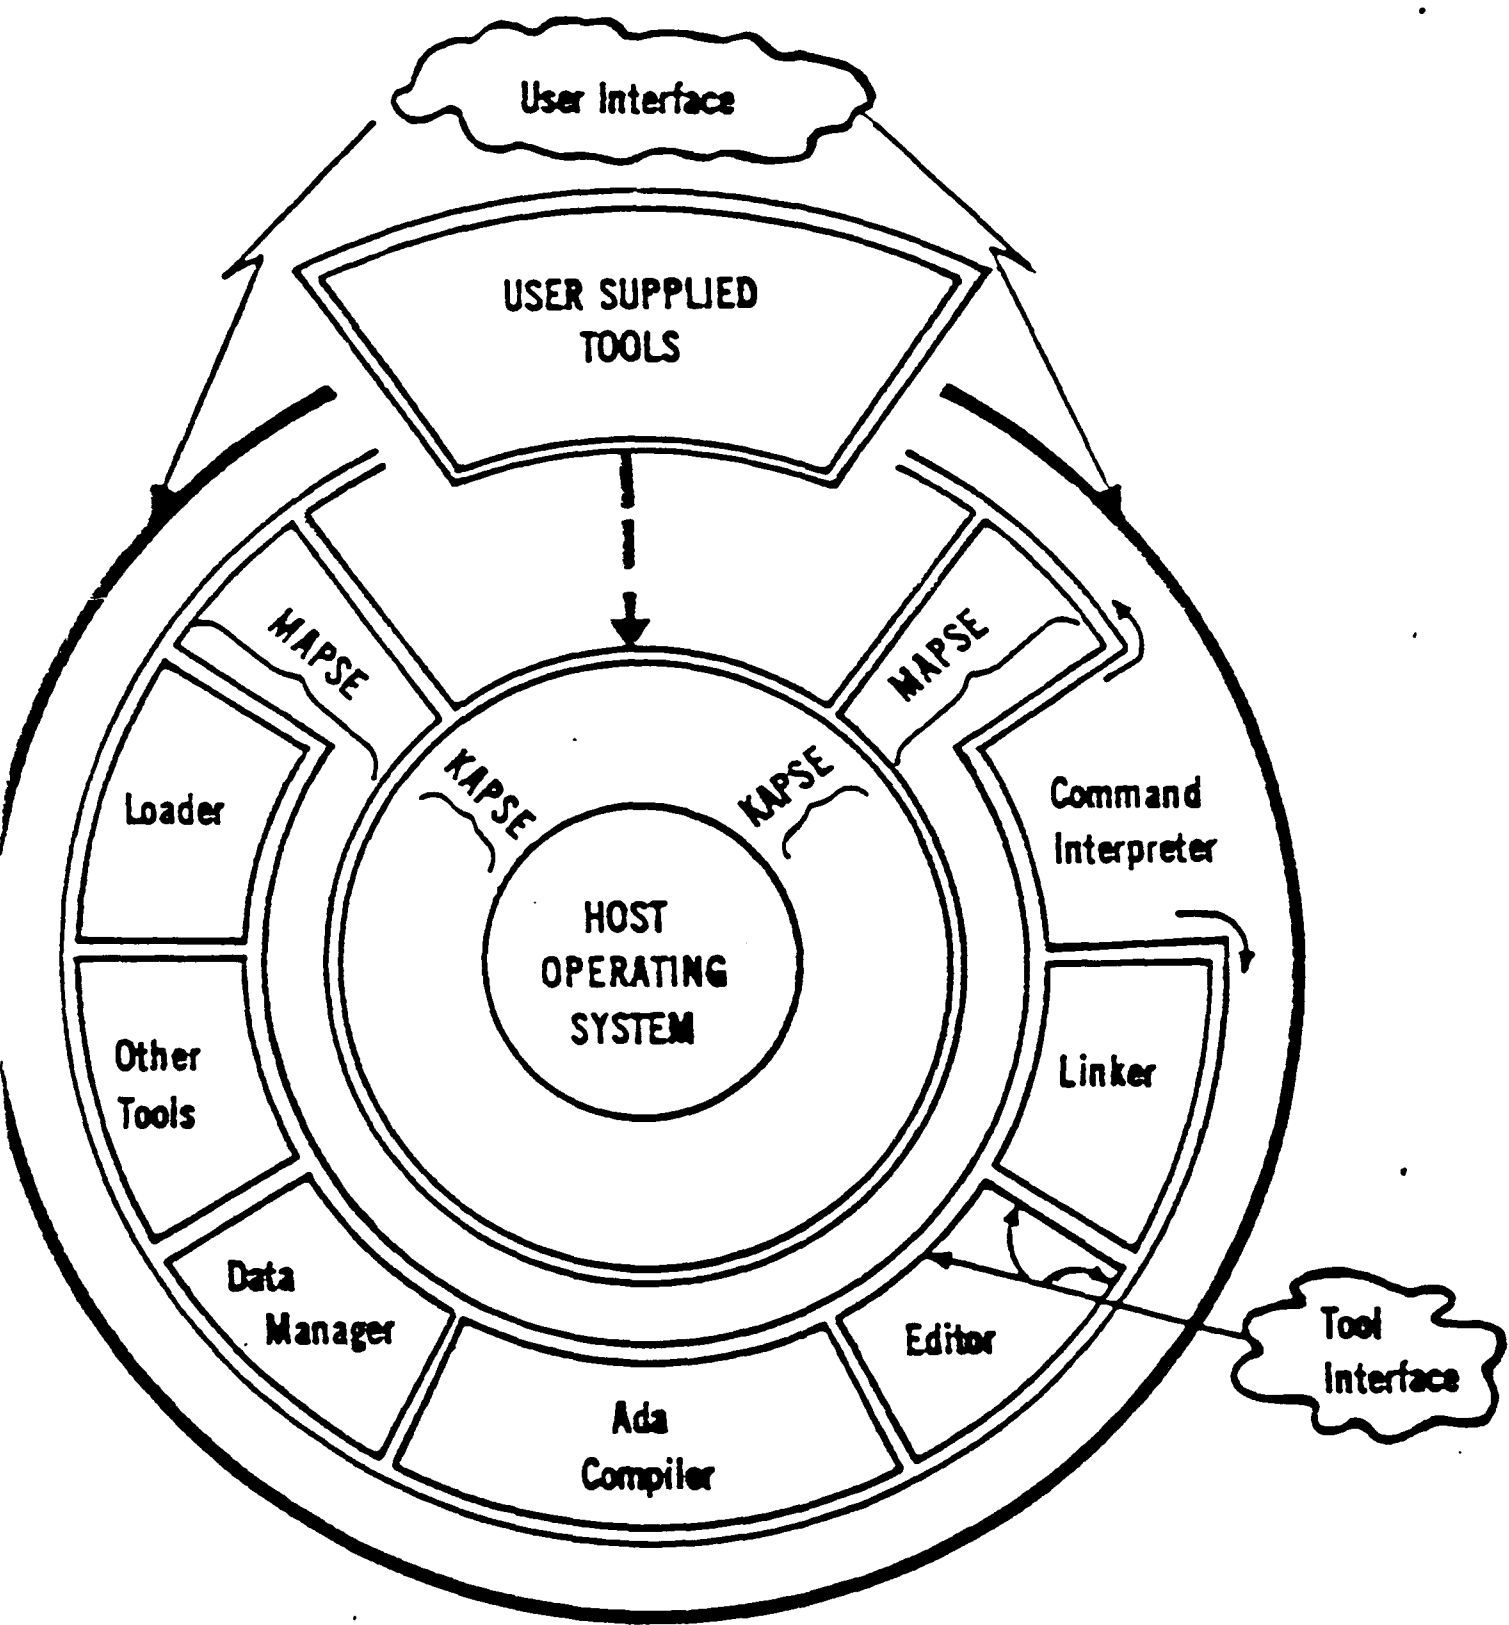 User Interface
USER SUPPLIED
TOOLS
MAPSE
MAPSE
KAPSE
KAPSE
Loader
Command
Interpreter
HOST
OPERATING
SYSTEM
Other
Tools
Linker
Data
Manager
Editor
Tool
Interface
Ada
Compiler